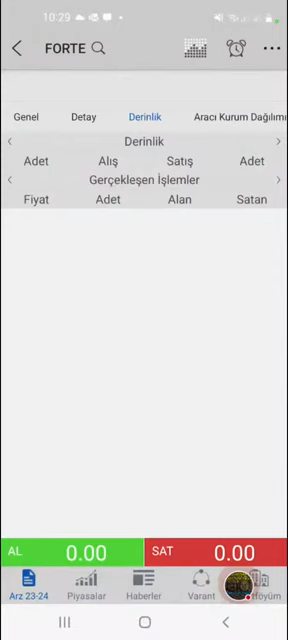 10:29
FORTE
Genel Detay Derinlik Aracı Kurum Dağılımı
Derinlik
Adet Alış Satış Adet
Gerçekleşen İşlemler
Fiyat Adet Alan Satan
AL 0.00 SAT 0.00
Arz 23-24 Piyasalar Haberler Varant tföyüm